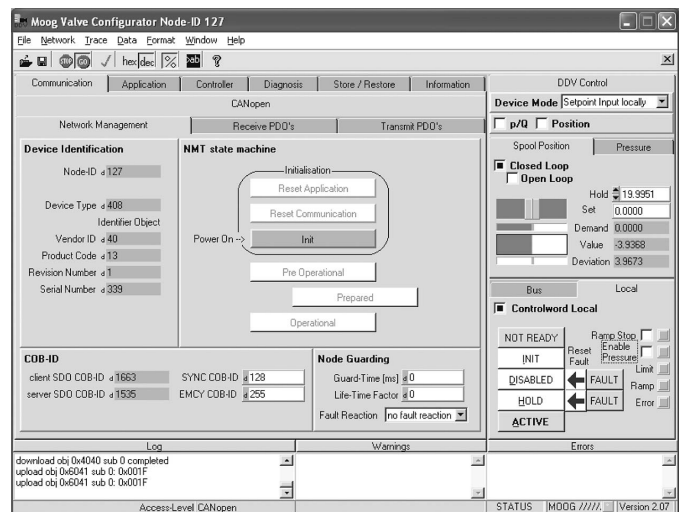 Moog Valve Configurator Node-ID 127
File Network Trace Data Format Window Help
STOP GO hex dec % ?
Communication Application Controller Diagnosis Store / Restore Information
CANopen
Network Management Receive PDO's Transmit PDO's
Device Identification
Node-ID d 127
Device Type d 408
Identifier Object
Vendor ID d 40
Product Code d 13
Revision Number d 1
Serial Number d 339
NMT state machine
Initialisation
Reset Application
Reset Communication
Power On -> Init
Pre Operational
Prepared
Operational
COB-ID
client SDO COB-ID d 1663 SYNC COB-ID d 128
server SDO COB-ID d 1535 EMCY COB-ID d 255
Node Guarding
Guard-Time [ms] d 0
Life-Time Factor d 0
Fault Reaction no fault reaction
DDV Control
Device Mode Setpoint Input locally
p/Q Position
Spool Position Pressure
Closed Loop
Open Loop
Hold 19.9951
Set 0.0000
Demand 0.0000
Value -3.9368
Deviation 3.9673
Bus Local
Controlword Local
NOT READY
INIT
DISABLED
HOLD
ACTIVE
Ramp Stop
Reset Fault
Enable Pressure
FAULT
FAULT
Limit
Ramp
Error
Log Warnings Errors
download obj 0x4040 sub 0 completed
upload obj 0x6041 sub 0: 0x001F
upload obj 0x6041 sub 0: 0x001F
Access-Level CANopen STATUS MOOG /////. Version 2.07